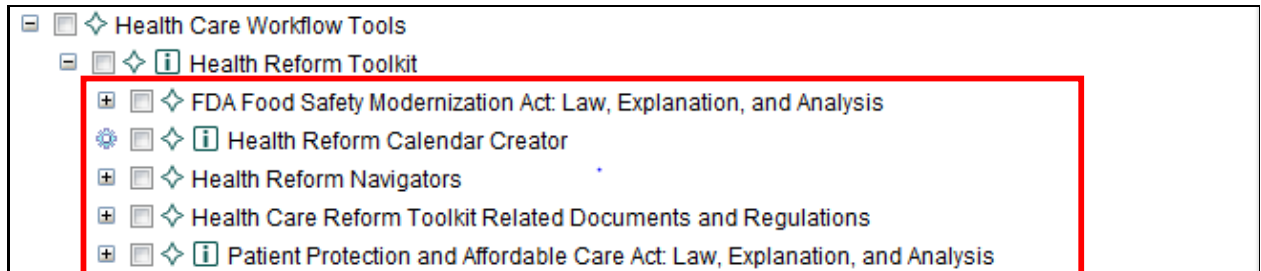 Health Care Workflow Tools
i Health Reform Toolkit
FDA Food Safety Modernization Act: Law, Explanation, and Analysis
i Health Reform Calendar Creator
Health Reform Navigators
Health Care Reform Toolkit Related Documents and Regulations
i Patient Protection and Affordable Care Act: Law, Explanation, and Analysis